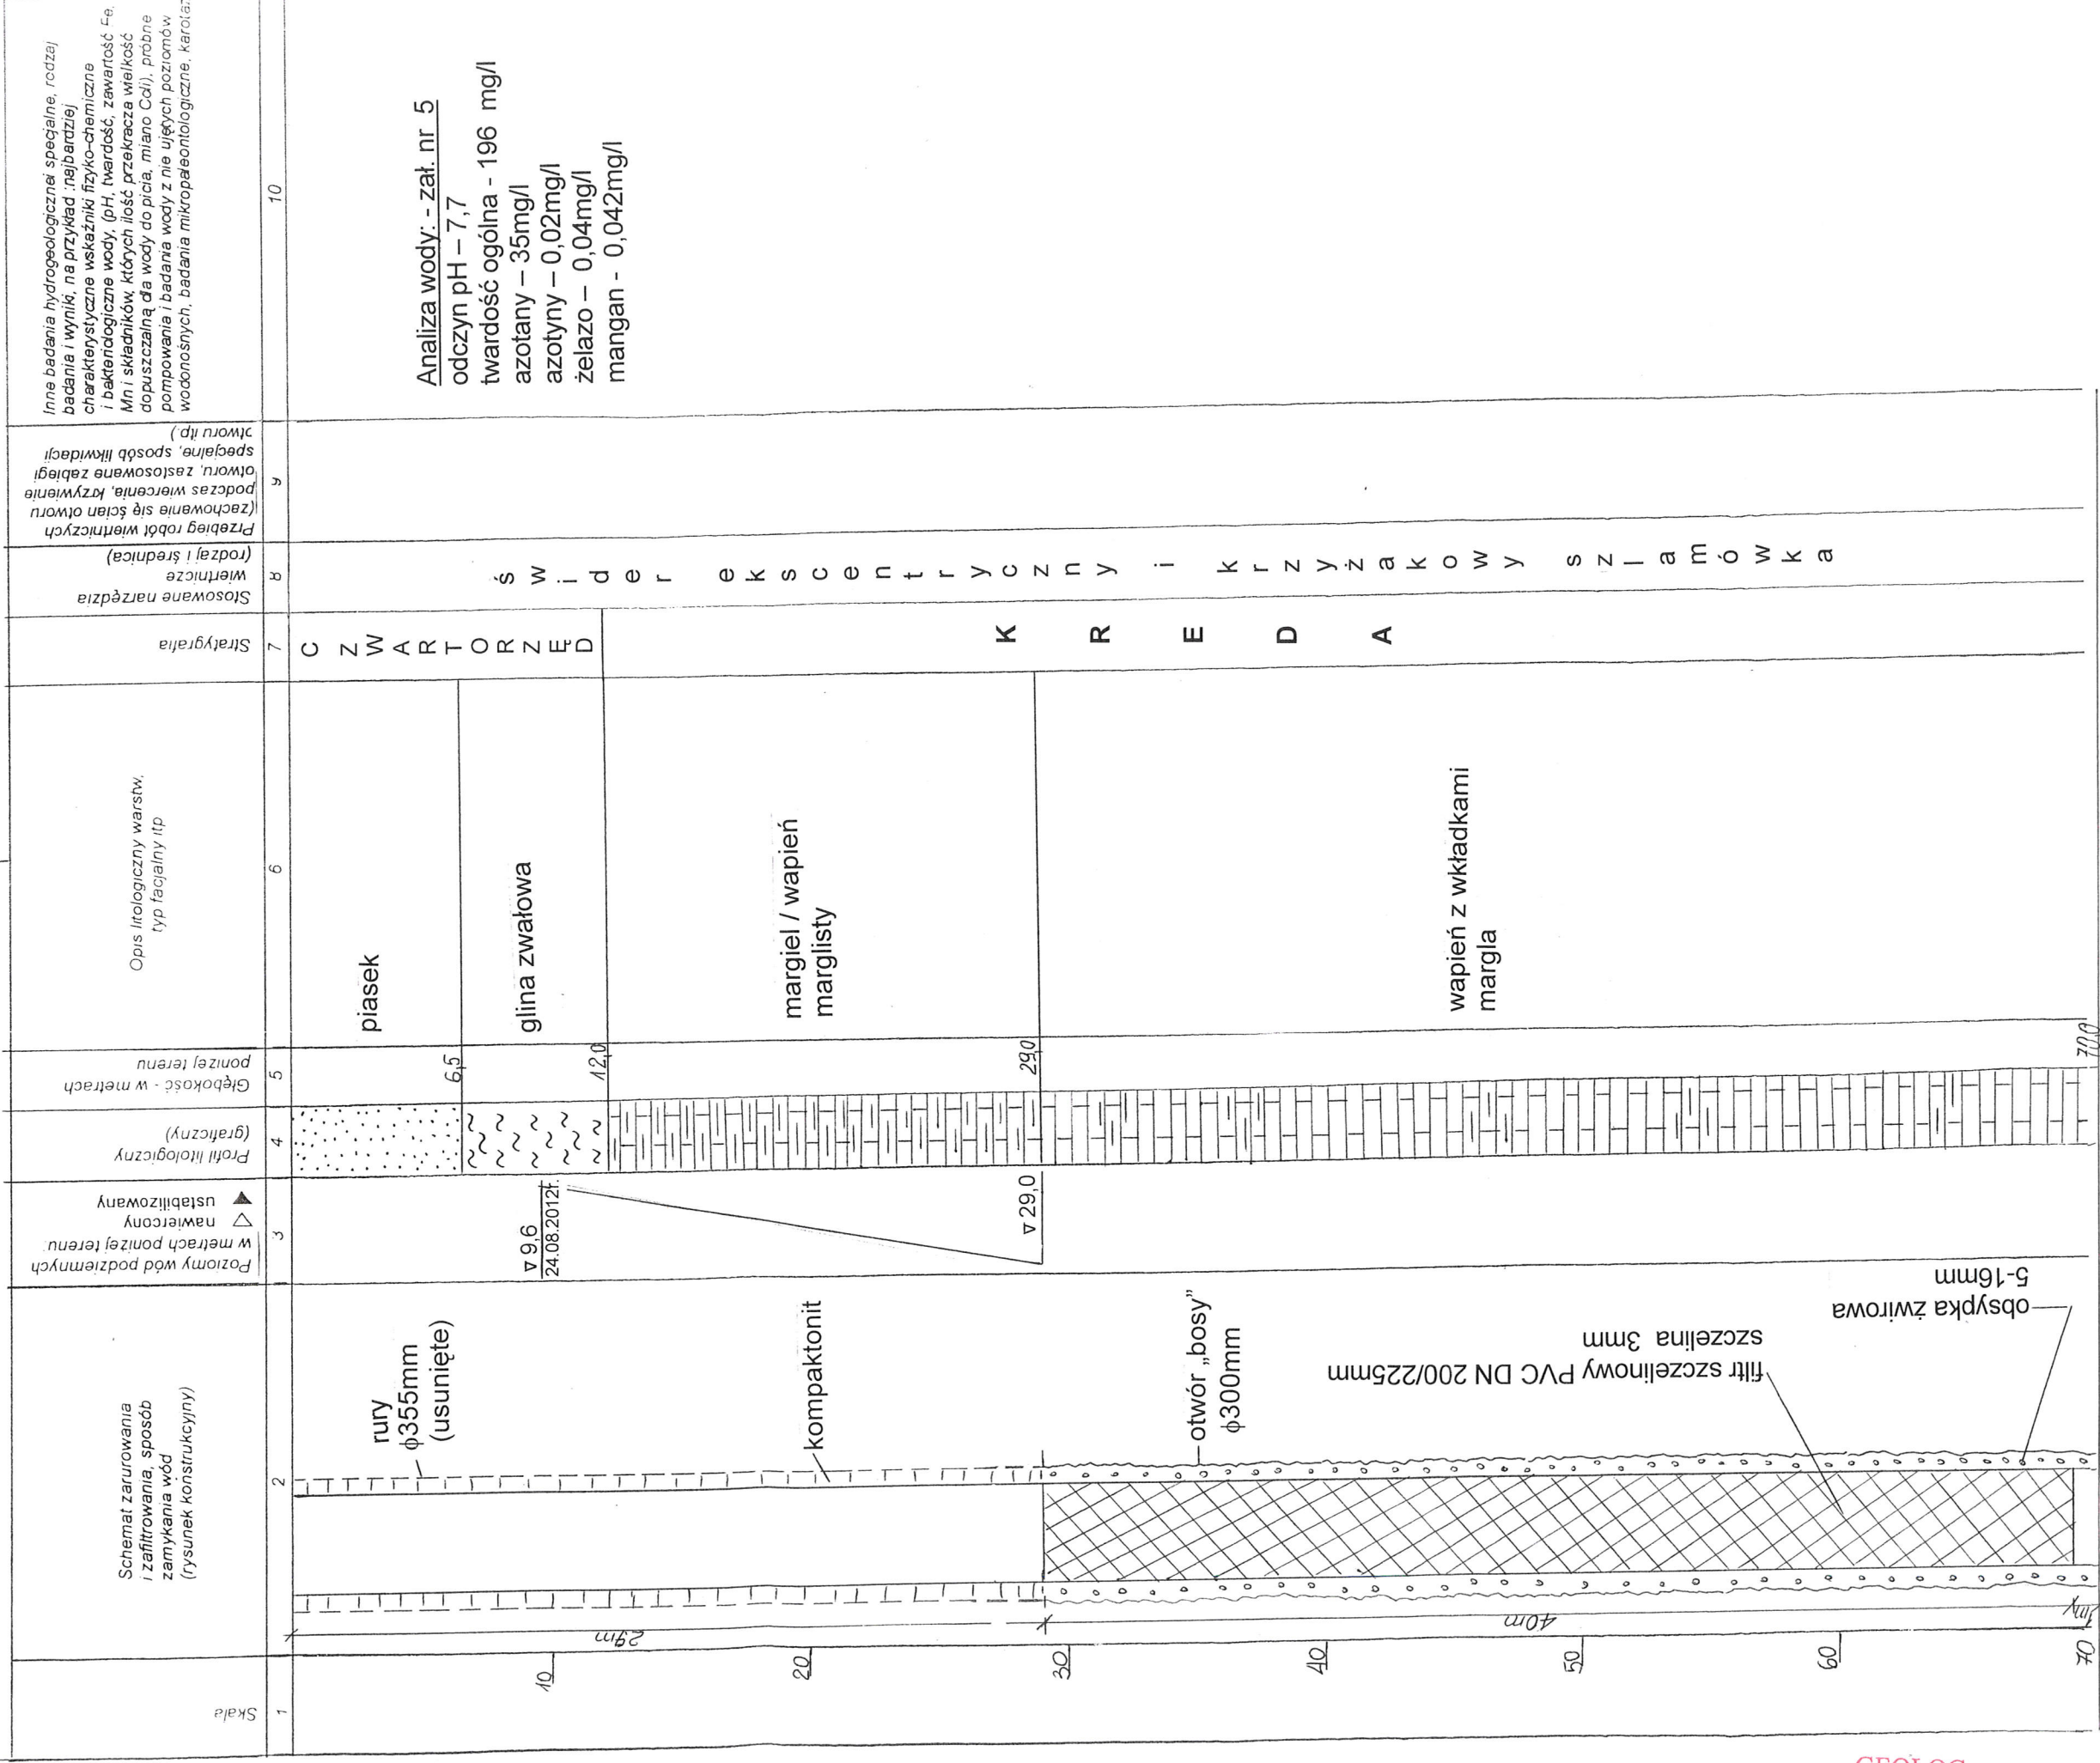 Skala
Schemat zarurowania
i zafiltrowania, sposób
zamykania wód
(rysunek konstrukcyjny)
Poziomy wód podziemnych
w metrach poniżej terenu:
▽ nawiercony
▼ ustabilizowany
Profil litologiczny
(graficzny)
Głębokość - w metrach
poniżej terenu
Opis litologiczny warstw,
typ facjalny itp
Stratygrafia
Stosowane narzędzia
wiertnicze
(rodzaj i średnica)
Przebieg robót wiertniczych
(zachowanie się ścian otworu
podczas wiercenia, krzywienie
otworu, zastosowane zabiegi
specjalne, sposób likwidacji
otworu itp.)
Inne badania hydrogeologicznei specjalne, rodzaj
badania i wyniki, na przykład :najbardziej
charakterystyczne wskaźniki fizyko-chemiczne
i bakteriologiczne wody, (pH, twardość, zawartość Fe,
Mn i składników, których ilość przekracza wielkość
dopuszczalną dla wody do picia, miano Coli), próbne
pompowania i badania wody z nie ujętych poziomów
wodonośnych, badania mikropaleontologiczne,
1 2 3 4 5 6 7 8 9 10
10
20
30
40
50
60
70
29m
40m
1m
rury
ϕ355mm
(usunięte)
kompaktonit
otwór „bosy”
ϕ300mm
filtr szczelinowy PVC DN 200/225mm
szczelina 3mm
obsypka żwirowa
5-16mm
▽ 9,6
24.08.2012r.
▽ 29,0
6,5
12,0
29,0
70,0
piasek
glina zwałowa
margiel / wapień
marglisty
wapień z wkładkami
margla
CZWARTORZĘD
KREDA
świder ekscentryczny i krzyżakowy szlamówka
Analiza wody: - zał. nr 5
odczyn pH – 7,7
twardość ogólna - 196 mg/l
azotany – 35mg/l
azotyny – 0,02mg/l
żelazo – 0,04mg/l
mangan - 0,042mg/l